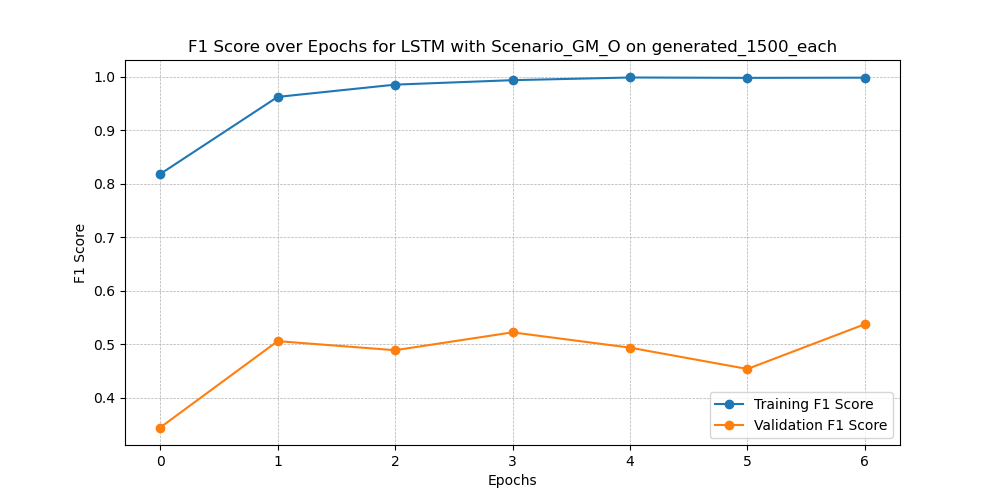 F1 Score over Epochs for LSTM with Scenario_GM_O on generated_1500_each
F1 Score
1.0
0.9
0.8
0.7
0.6
0.5
0.4
Training F1 Score
Validation F1 Score
0 1 2 3 4 5 6
Epochs